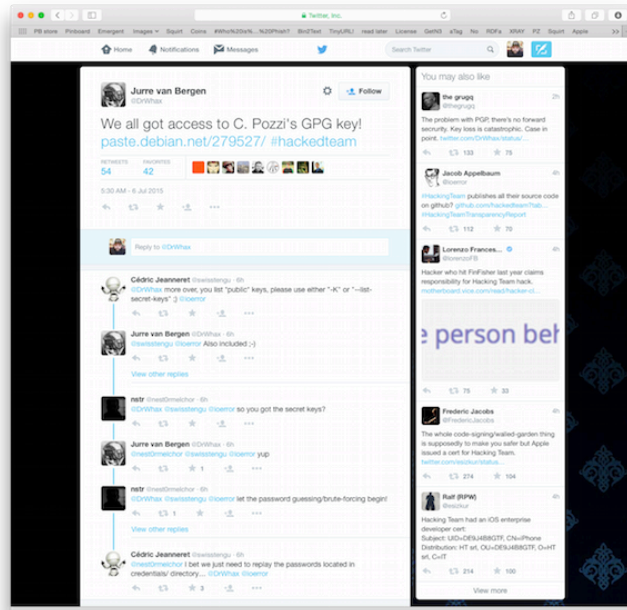 Twitter, Inc.
PB store Pinboard Emergent Images Squirt Coins #Who%20is%...%20Phish? Bin2Text TinyURL! read later License GetN3 aTag No RDFa XRAY PZ Squirt Apple >>
Home Notifications Messages Search Twitter
Jurre van Bergen
@DrWhax
Follow
We all got access to C. Pozzi's GPG key!
paste.debian.net/279527/ #hackedteam
RETWEETS FAVORITES
54 42
5:30 AM - 6 Jul 2015
Reply to @DrWhax
Cédric Jeanneret @swisstengu · 6h
@DrWhax more over, you list "public" keys, please use either "-K" or "--list-
secret-keys" ;) @ioerror
Jurre van Bergen @DrWhax · 6h
@swisstengu @ioerror Also included ;-)
View other replies
nstr @nest0rmelchor · 6h
@DrWhax @swisstengu @ioerror so you got the secret keys?
Jurre van Bergen @DrWhax · 6h
@nest0rmelchor @swisstengu @ioerror yup
1
nstr @nest0rmelchor · 6h
@DrWhax @swisstengu @ioerror let the password guessing/brute-forcing begin!
1
View other replies
Cédric Jeanneret @swisstengu · 6h
@nest0rmelchor I bet we just need to replay the passwords located in
credentials/ directory.... @DrWhax @ioerror
3
You may also like
the grugq 2h
@thegrugq
The problem with PGP, there's no forward
secrurity. Key loss is catastrophic. Case in
point. twitter.com/DrWhax/status/...
133 75
Jacob Appelbaum 4h
@ioerror
#HackingTeam publishes all their source code
on github? github.com/hackedteam?tab...
#HackingTeamTransparencyReport
112 70
Lorenzo Frances... 4h
@lorenzoFB
Hacker who hit FinFisher last year claims
responsibility for Hacking Team hack.
motherboard.vice.com/read/hacker-cl...
e person beh
75 33
Frederic Jacobs 4h
@FredericJacobs
The whole code-signing/walled-garden thing
is supposedly to make you safer but Apple
issued a cert for Hacking Team.
twitter.com/esizkur/status...
274 104
Ralf (RPW) 4h
@esizkur
Hacking Team had an iOS enterprise
developer cert:
Subject: UID=DE9J4B8GTF, CN=iPhone
Distribution: HT srl, OU=DE9J4B8GTF, O=HT
srl, C=IT
214 100
View more